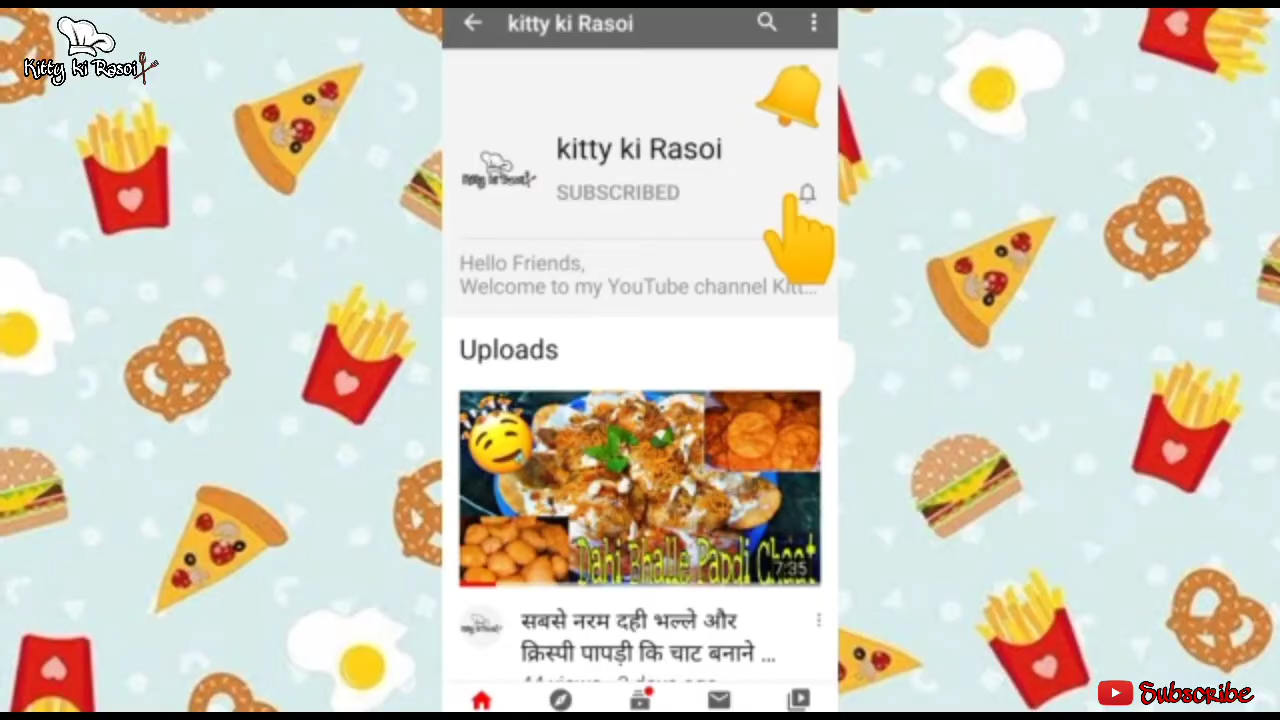 Kitty ki Rasoi
kitty ki Rasoi
kitty ki Rasoi
SUBSCRIBED
Hello Friends,
Welcome to my YouTube channel Kitt...
Uploads
Dahi Bhalle Papdi Chaat
7:35
सबसे नरम दही भल्ले और
क्रिस्पी पापड़ी कि चाट बनाने ...
Subscribe